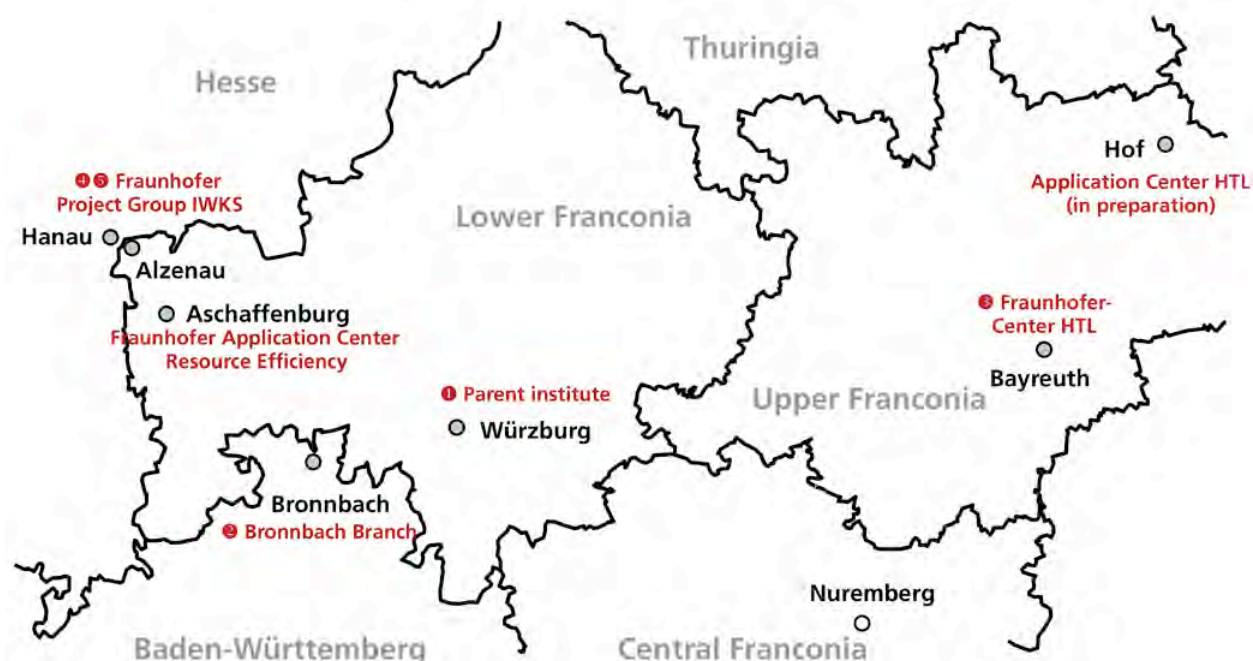 Thuringia
Hesse
Hof
Application Center HTL
(in preparation)
❹❺ Fraunhofer
Project Group IWKS
Lower Franconia
Hanau
Alzenau
❸ Fraunhofer-
Center HTL
Aschaffenburg
Fraunhofer Application Center
Resource Efficiency
Bayreuth
❶ Parent institute
Upper Franconia
Würzburg
Bronnbach
❷ Bronnbach Branch
Nuremberg
Baden-Württemberg
Central Franconia